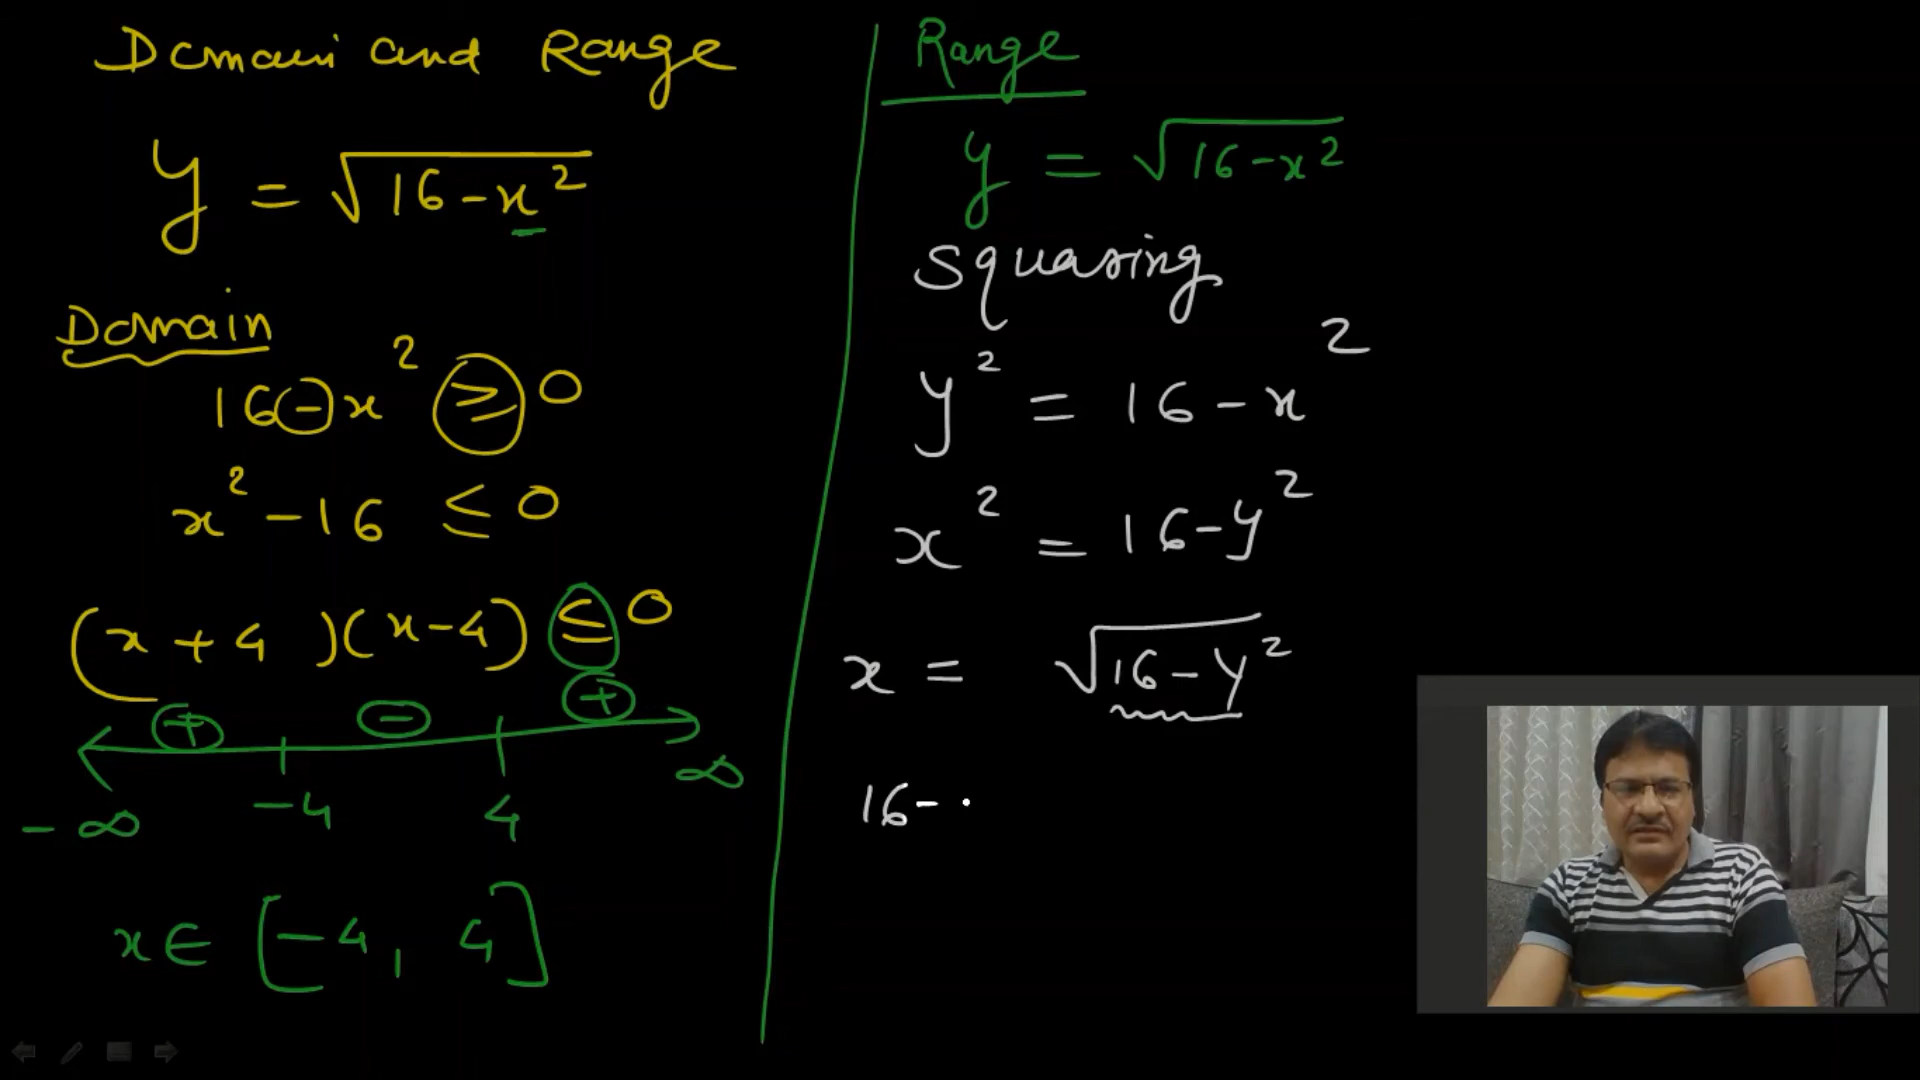 Domain and Range
y = √16-x²
Domain
16-x² ≥ 0
x²-16 ≤ 0
(x+4)(x-4) ≤ 0
+ - +
-∞ -4 4 ∞
x∈ [-4, 4]
Range
y = √16-x²
Squaring
y² = 16-x²
x² = 16-y²
x = √16-y²
16-